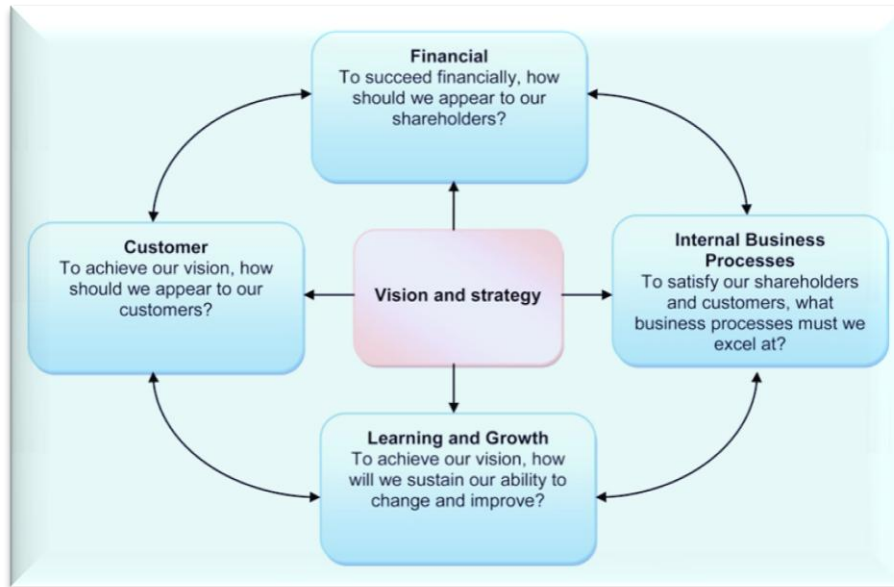 Financial
To succeed financially, how
should we appear to our
shareholders?
Customer
To achieve our vision, how
should we appear to our
customers?
Vision and strategy
Internal Business
Processes
To satisfy our shareholders
and customers, what
business processes must we
excel at?
Learning and Growth
To achieve our vision, how
will we sustain our ability to
change and improve?